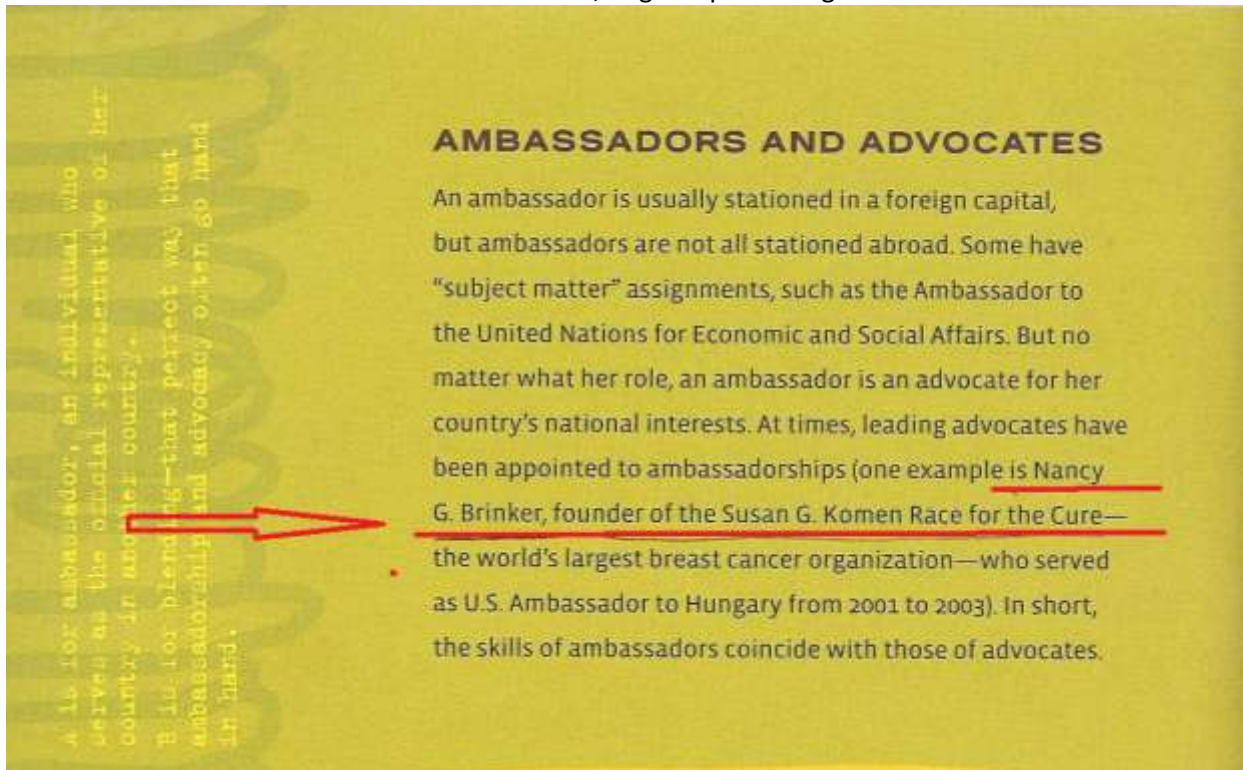 AMBASSADORS AND ADVOCATES
An ambassador is usually stationed in a foreign capital,
but ambassadors are not all stationed abroad. Some have
“subject matter” assignments, such as the Ambassador to
the United Nations for Economic and Social Affairs. But no
matter what her role, an ambassador is an advocate for her
country’s national interests. At times, leading advocates have
been appointed to ambassadorships (one example is Nancy
G. Brinker, founder of the Susan G. Komen Race for the Cure—
the world’s largest breast cancer organization—who served
as U.S. Ambassador to Hungary from 2001 to 2003). In short,
the skills of ambassadors coincide with those of advocates.
A is for ambassador, an individual who
serves as the official representative of her
country in another country.
B is for blending—that perfect way that
ambassadorship and advocacy often go hand
in hand.